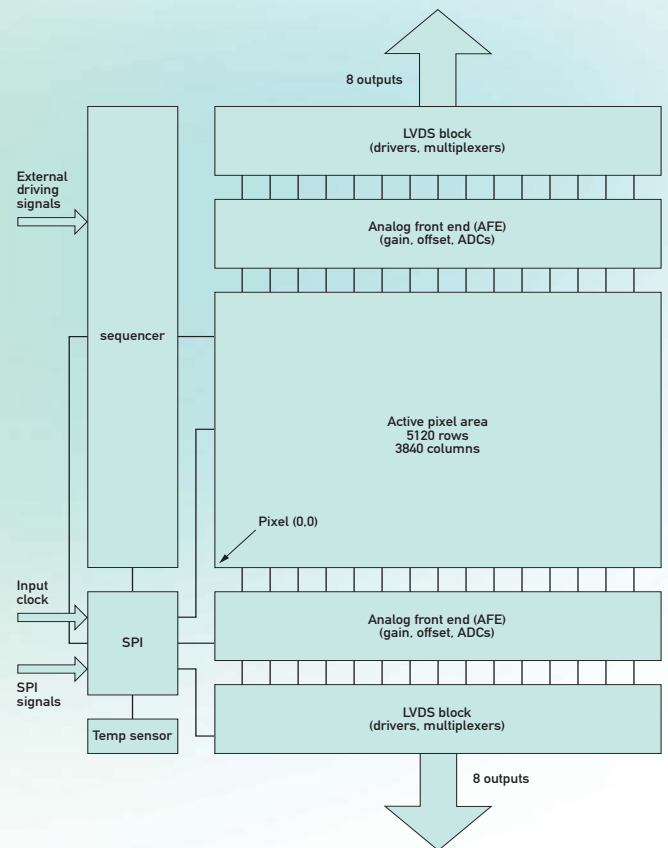 8 outputs
LVDS block
(drivers, multiplexers)
External
driving
signals
Analog front end (AFE)
(gain, offset, ADCs)
sequencer
Active pixel area
5120 rows
3840 columns
Pixel (0,0)
Input
clock
SPI
Analog front end (AFE)
(gain, offset, ADCs)
SPI
signals
LVDS block
(drivers, multiplexers)
Temp sensor
8 outputs